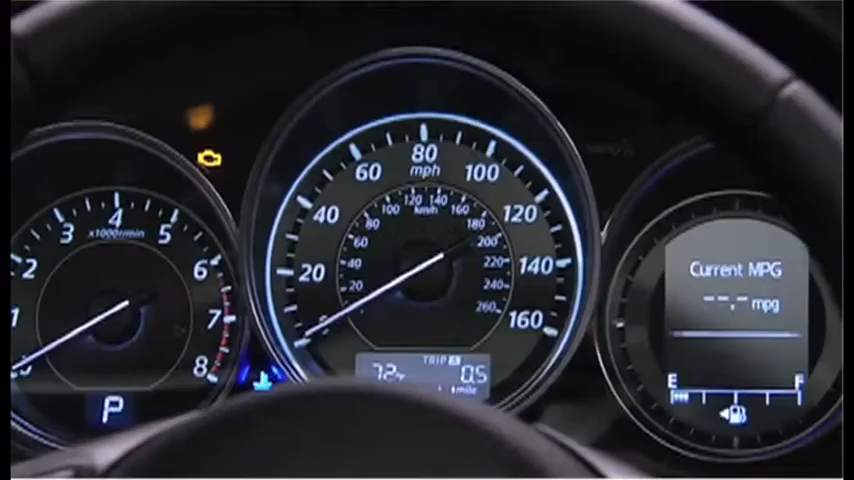 80
mph
60
100
40
120
20
140
160
120 140
100
km/h
160
80
180
60
200
40
220
20
240
260
4
x1000r/min
3
5
2
6
1
7
8
P
TRIP A
72°F
0.5
mile
Current MPG
--.- mpg
E
F